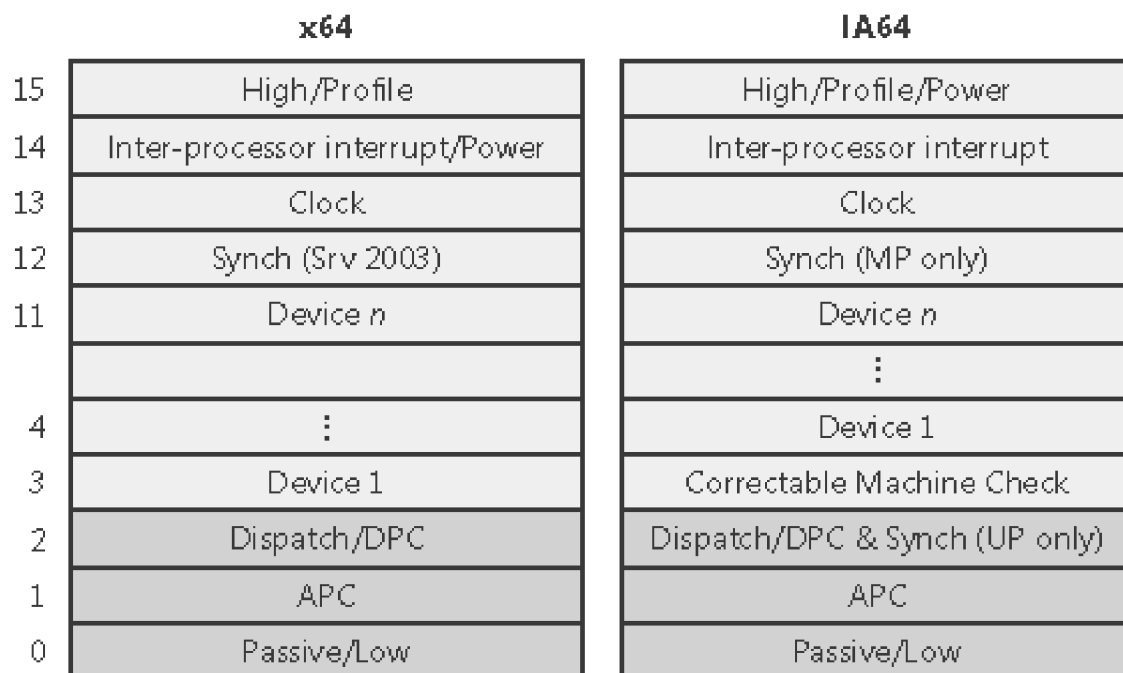 x64 IA64
15 High/Profile High/Profile/Power
14 Inter-processor interrupt/Power Inter-processor interrupt
13 Clock Clock
12 Synch (Srv 2003) Synch (MP only)
11 Device n Device n
⋮
4 ⋮ Device 1
3 Device 1 Correctable Machine Check
2 Dispatch/DPC Dispatch/DPC & Synch (UP only)
1 APC APC
0 Passive/Low Passive/Low